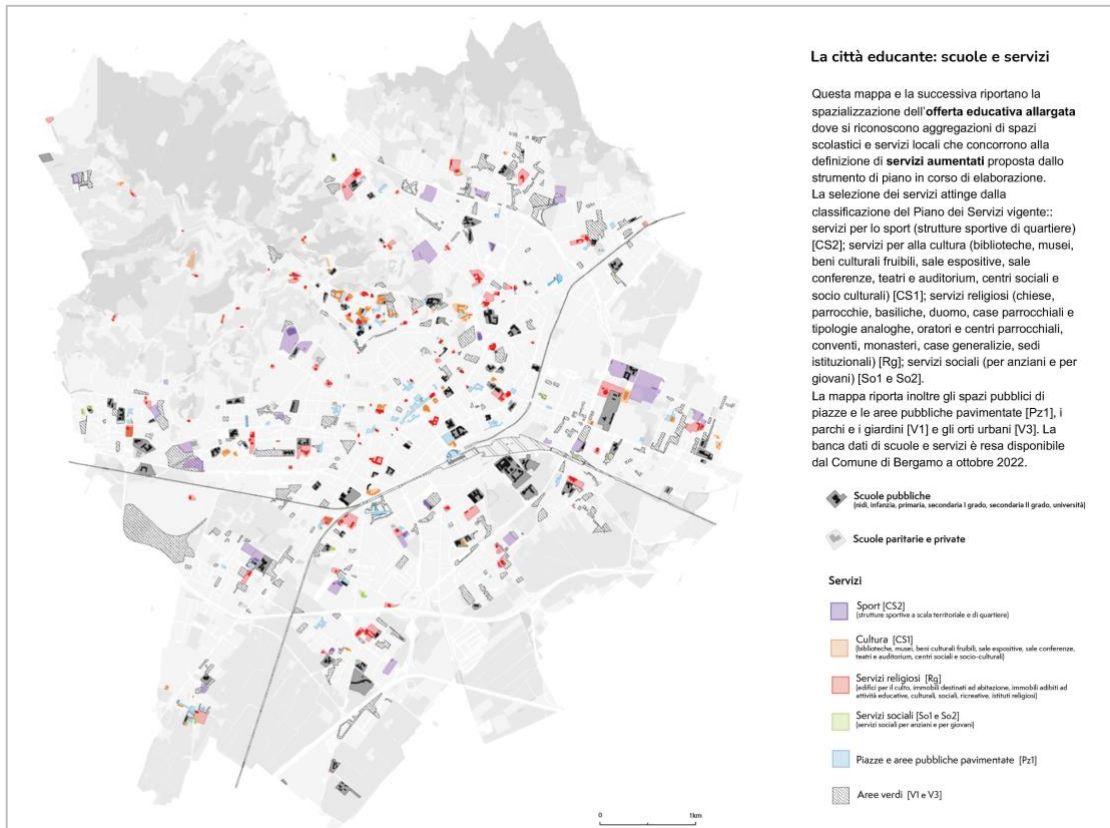 La città educante: scuole e servizi
Questa mappa e la successiva riportano la
spazializzazione dell'offerta educativa allargata
dove si riconoscono aggregazioni di spazi
scolastici e servizi locali che concorrono alla
definizione di servizi aumentati proposta dallo
strumento di piano in corso di elaborazione.
La selezione dei servizi attinge dalla
classificazione del Piano dei Servizi vigente::
servizi per lo sport (strutture sportive di quartiere)
[CS2]; servizi per alla cultura (biblioteche, musei,
beni culturali fruibili, sale espositive, sale
conferenze, teatri e auditorium, centri sociali e
socio culturali) [CS1]; servizi religiosi (chiese,
parrocchie, basiliche, duomo, case parrocchiali e
tipologie analoghe, oratori e centri parrocchiali,
conventi, monasteri, case generalizie, sedi
istituzionali) [Rg]; servizi sociali (per anziani e per
giovani) [So1 e So2].
La mappa riporta inoltre gli spazi pubblici di
piazze e le aree pubbliche pavimentate [Pz1], i
parchi e i giardini [V1] e gli orti urbani [V3]. La
banca dati di scuole e servizi è resa disponibile
dal Comune di Bergamo a ottobre 2022.
Scuole pubbliche
(nidi, infanzia, primaria, secondaria I grado, secondaria II grado, università)
Scuole paritarie e private
Servizi
Sport [CS2]
(strutture sportive a scala territoriale e di quartiere)
Cultura [CS1]
(biblioteche, musei, beni culturali fruibili, sale espositive, sale conferenze,
teatri e auditorium, centri sociali e socio-culturali)
Servizi religiosi [Rg]
(edifici per il culto, immobili destinati ad abitazione, immobili adibiti ad
attività educative, culturali, sociali, ricreative, istituti religiosi)
Servizi sociali [So1 e So2]
(servizi sociali per anziani e per giovani)
Piazze e aree pubbliche pavimentate [Pz1]
Aree verdi [V1 e V3]
0 1km